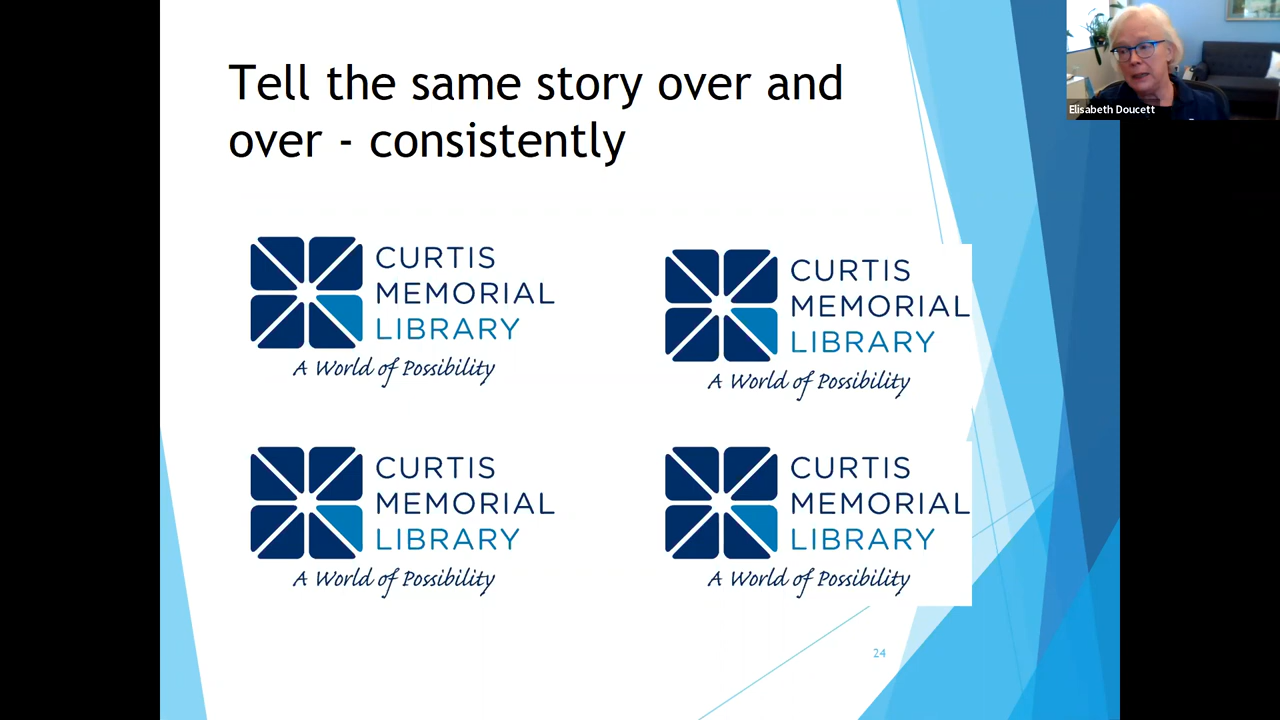 Tell the same story over and
over - consistently
Elisabeth Doucett
CURTIS
MEMORIAL
LIBRARY
A World of Possibility
CURTIS
MEMORIAL
LIBRARY
A World of Possibility
CURTIS
MEMORIAL
LIBRARY
A World of Possibility
CURTIS
MEMORIAL
LIBRARY
A World of Possibility
24